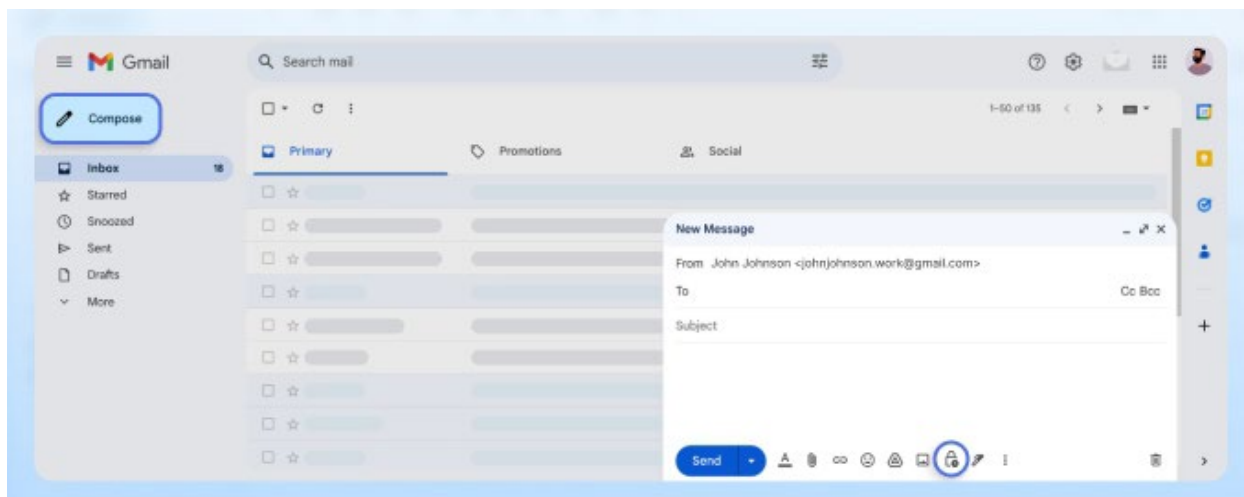 Gmail
Search mail
Compose
1-50 of 135
Primary
Promotions
Social
Inbox 18
Starred
Snoozed
Sent
Drafts
More
New Message
From John Johnson <johnjohnson.work@gmail.com>
To
Cc Bcc
Subject
Send